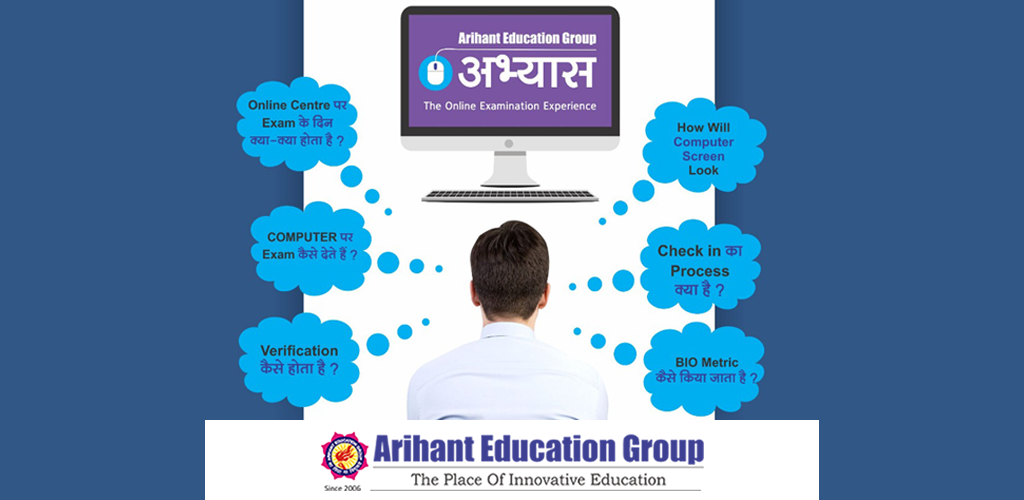 Arihant Education Group
अभ्यास
The Online Examination Experience
Online Centre पर
Exam के दिन
क्या-क्या होता है ?
COMPUTER पर
Exam कैसे देते हैं ?
Verification
कैसे होता है ?
How Will
Computer
Screen
Look
Check in का
Process
क्या है ?
BIO Metric
कैसे किया जाता है ?
Arihant Education Group
The Place Of Innovative Education
Since 2006